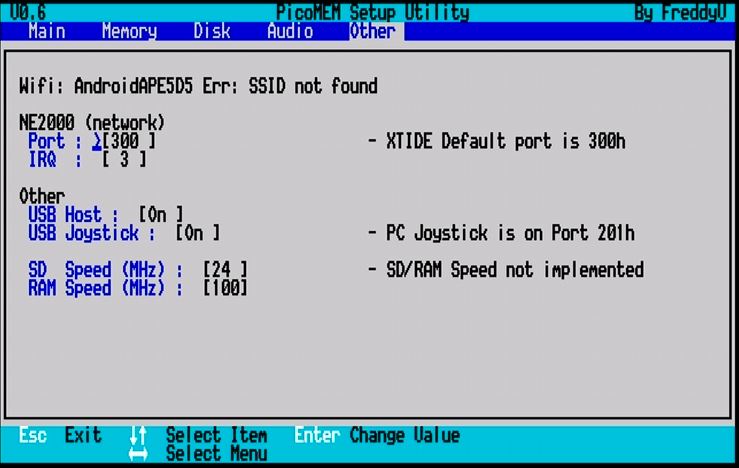 V0.6 PicoMEM Setup Utility By FreddyV
Main Memory Disk Audio Other
Wifi: AndroidAPE5D5 Err: SSID not found
NE2000 (network)
Port : [300 ] - XTIDE Default port is 300h
IRQ : [ 3 ]
Other
USB Host : [On ]
USB Joystick : [On ] - PC Joystick is on Port 201h
SD Speed (MHz) : [24 ] - SD/RAM Speed not implemented
RAM Speed (MHz) : [100]
Esc Exit ↓↑ Select Item Enter Change Value
↔ Select Menu